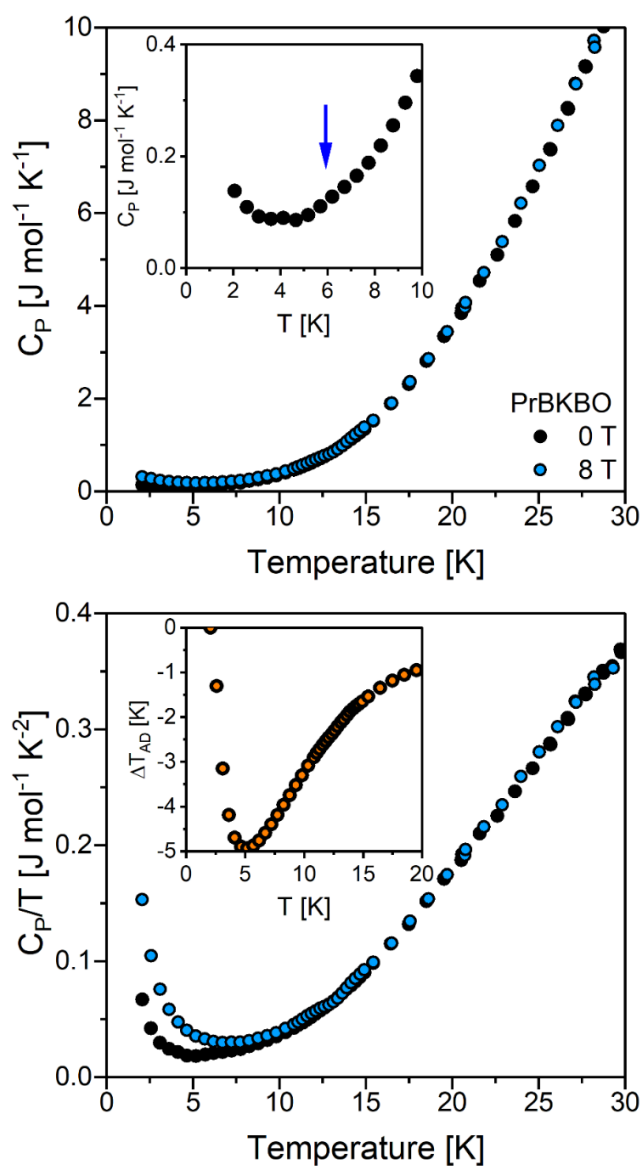 10
8
6
4
2
0
C_P [J mol⁻¹ K⁻¹]
0.4
0.2
0.0
C_P [J mol⁻¹ K⁻¹]
0 2 4 6 8 10
T [K]
PrBKBO
0 T
8 T
0 5 10 15 20 25 30
Temperature [K]
0.4
0.3
0.2
0.1
0.0
C_P/T [J mol⁻¹ K⁻²]
0
-1
-2
-3
-4
-5
ΔT_AD [K]
0 5 10 15 20
T [K]
0 5 10 15 20 25 30
Temperature [K]